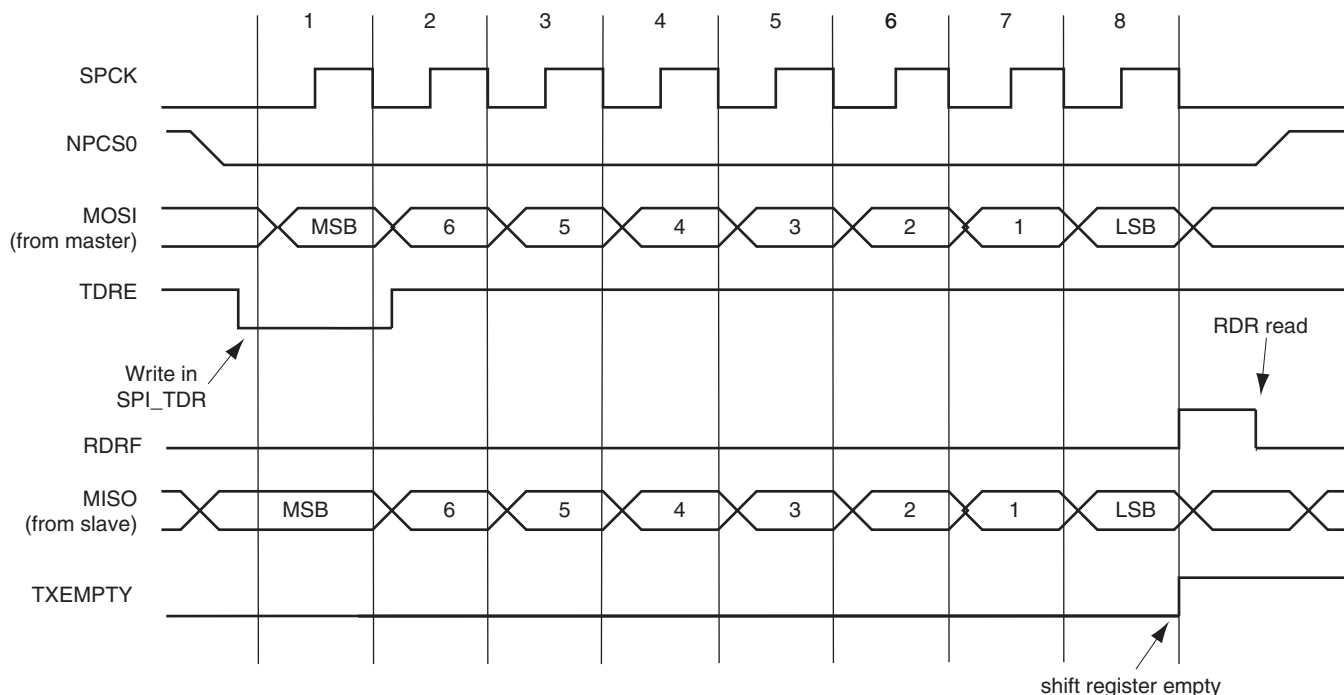 1 2 3 4 5 6 7 8
SPCK
NPCS0
MOSI
(from master)
MSB 6 5 4 3 2 1 LSB
TDRE
RDR read
Write in
SPI_TDR
RDRF
MISO
(from slave)
MSB 6 5 4 3 2 1 LSB
TXEMPTY
shift register empty